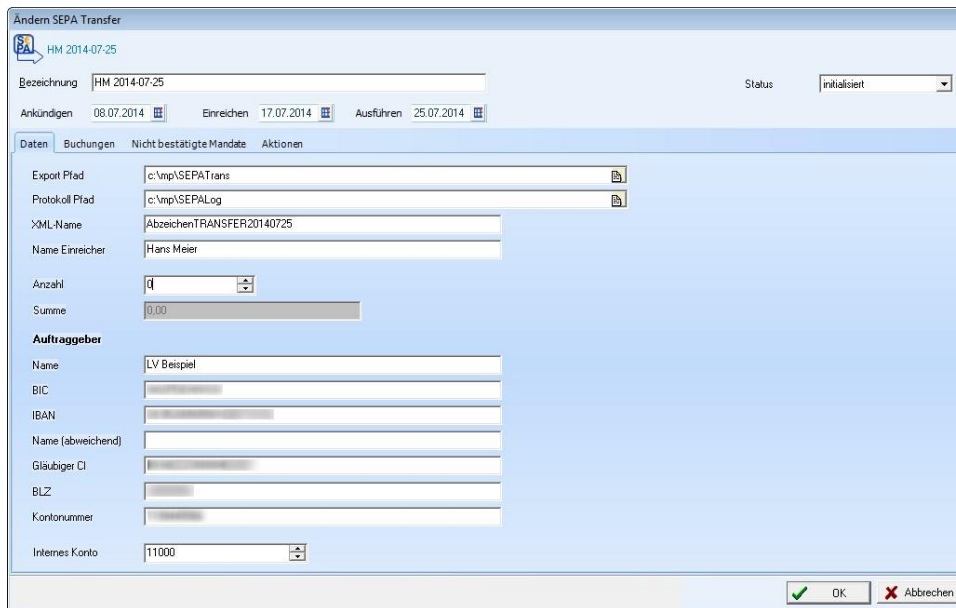 Ändern SEPA Transfer
SEPA HM 2014-07-25
Bezeichnung HM 2014-07-25 Status initialisiert
Ankündigen 08.07.2014 Einreichen 17.07.2014 Ausführen 25.07.2014
Daten Buchungen Nicht bestätigte Mandate Aktionen
Export Pfad c:\mp\SEPATrans
Protokoll Pfad c:\mp\SEPALog
XML-Name AbzeichenTRANSFER20140725
Name Einreicher Hans Meier
Anzahl 0
Summe 0,00
Auftraggeber
Name LV Beispiel
BIC
IBAN
Name (abweichend)
Gläubiger CI
BLZ
Kontonummer
Internes Konto 11000
OK Abbrechen